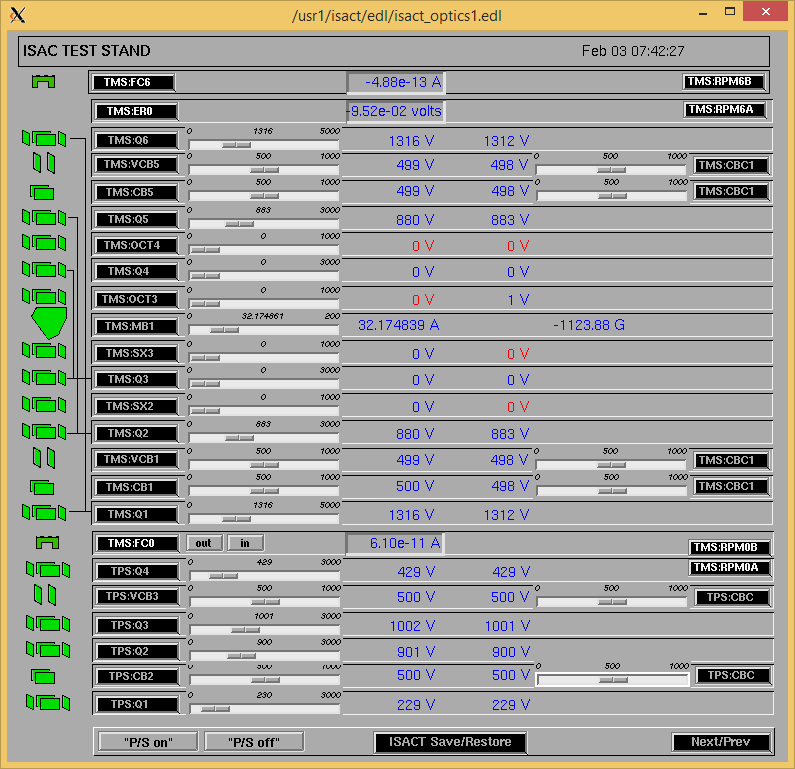 /usr1/isact/edl/isact_optics1.edl
ISAC TEST STAND Feb 03 07:42:27
TMS:FC6 -4.88e-13 A TMS:RPM6B
TMS:ER0 -9.52e-02 volts TMS:RPM6A
TMS:Q6 0 1316 5000 1316 V 1312 V
TMS:VCB5 0 500 1000 499 V 498 V 0 500 1000 TMS:CBC1
TMS:CB5 0 500 1000 499 V 498 V 0 500 1000 TMS:CBC1
TMS:Q5 0 883 3000 880 V 883 V
TMS:OCT4 0 0 1000 0 V 0 V
TMS:Q4 0 0 3000 0 V 0 V
TMS:OCT3 0 0 1000 0 V 1 V
TMS:MB1 0 32.174861 200 32.174839 A -1123.88 G
TMS:SX3 0 0 1000 0 V 0 V
TMS:Q3 0 0 3000 0 V 0 V
TMS:SX2 0 0 1000 0 V 0 V
TMS:Q2 0 883 3000 880 V 883 V
TMS:VCB1 0 500 1000 499 V 498 V 0 500 1000 TMS:CBC1
TMS:CB1 0 500 1000 500 V 498 V 0 500 1000 TMS:CBC1
TMS:Q1 0 1316 5000 1316 V 1312 V
TMS:FC0 out in 6.10e-11 A TMS:RPM0B
TPS:Q4 0 429 3000 429 V 429 V TMS:RPM0A
TPS:VCB3 0 500 1000 500 V 500 V 0 500 1000 TPS:CBC
TPS:Q3 0 1001 3000 1002 V 1001 V
TPS:Q2 0 900 3000 901 V 900 V
TPS:CB2 0 500 1000 500 V 500 V 0 500 1000 TPS:CBC
TPS:Q1 0 230 3000 229 V 229 V
"P/S on" "P/S off" ISACT Save/Restore Next/Prev